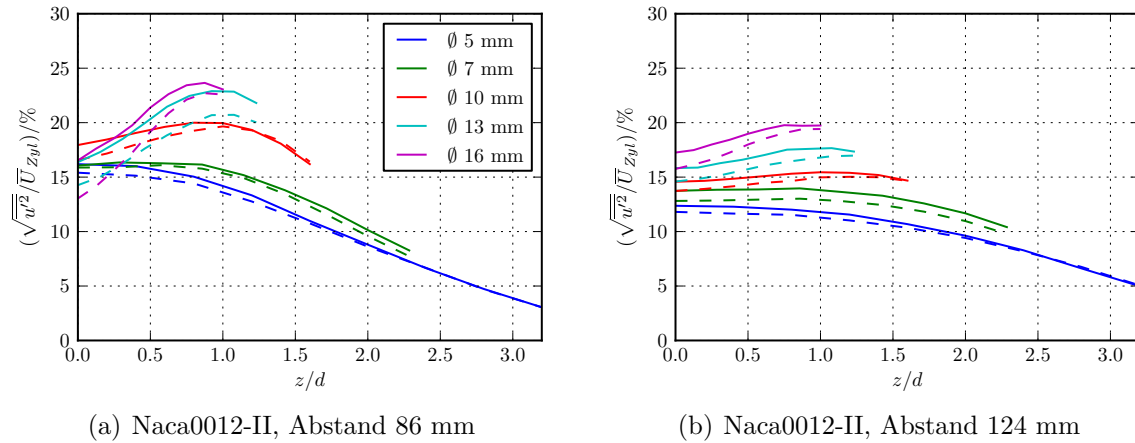 30
25
20
15
10
5
0
(√u'²/U_Zyl)/%
0.0 0.5 1.0 1.5 2.0 2.5 3.0
z/d
∅ 5 mm
∅ 7 mm
∅ 10 mm
∅ 13 mm
∅ 16 mm
(a) Naca0012-II, Abstand 86 mm
30
25
20
15
10
5
0
(√u'²/U_Zyl)/%
0.0 0.5 1.0 1.5 2.0 2.5 3.0
z/d
(b) Naca0012-II, Abstand 124 mm